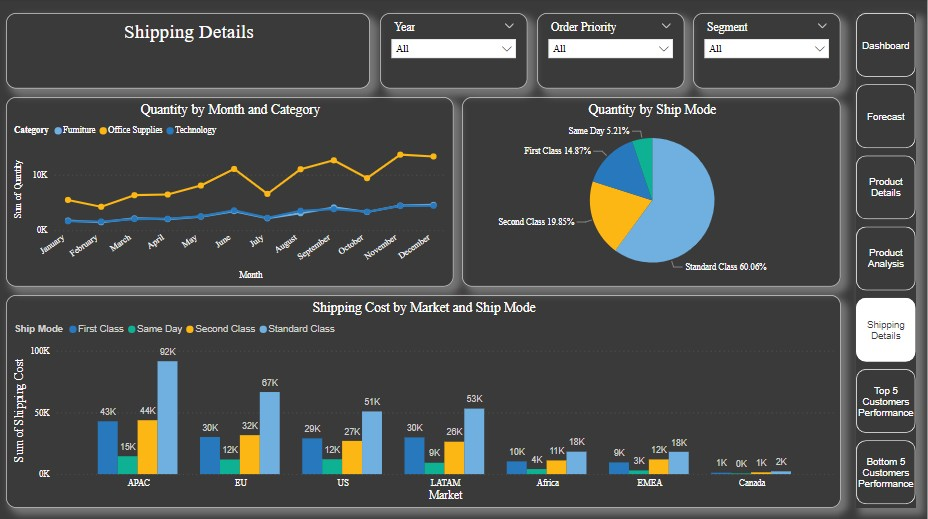 Shipping Details
Year
All
Order Priority
All
Segment
All
Dashboard
Forecast
Product
Details
Product
Analysis
Shipping
Details
Top 5
Customers
Performance
Bottom 5
Customers
Performance
Quantity by Month and Category
Category Furniture Office Supplies Technology
Sum of Quantity
10K
0K
January
February
March
April
May
June
July
August
September
October
November
December
Month
Quantity by Ship Mode
Same Day 5.21%
First Class 14.87%
Second Class 19.85%
Standard Class 60.06%
Shipping Cost by Market and Ship Mode
Ship Mode First Class Same Day Second Class Standard Class
Sum of Shipping Cost
100K
50K
0K
43K 15K 44K 92K
30K 12K 32K 67K
29K 12K 27K 51K
30K 9K 26K 53K
10K 4K 11K 18K
9K 3K 12K 18K
1K 0K 1K 2K
APAC EU US LATAM Africa EMEA Canada
Market